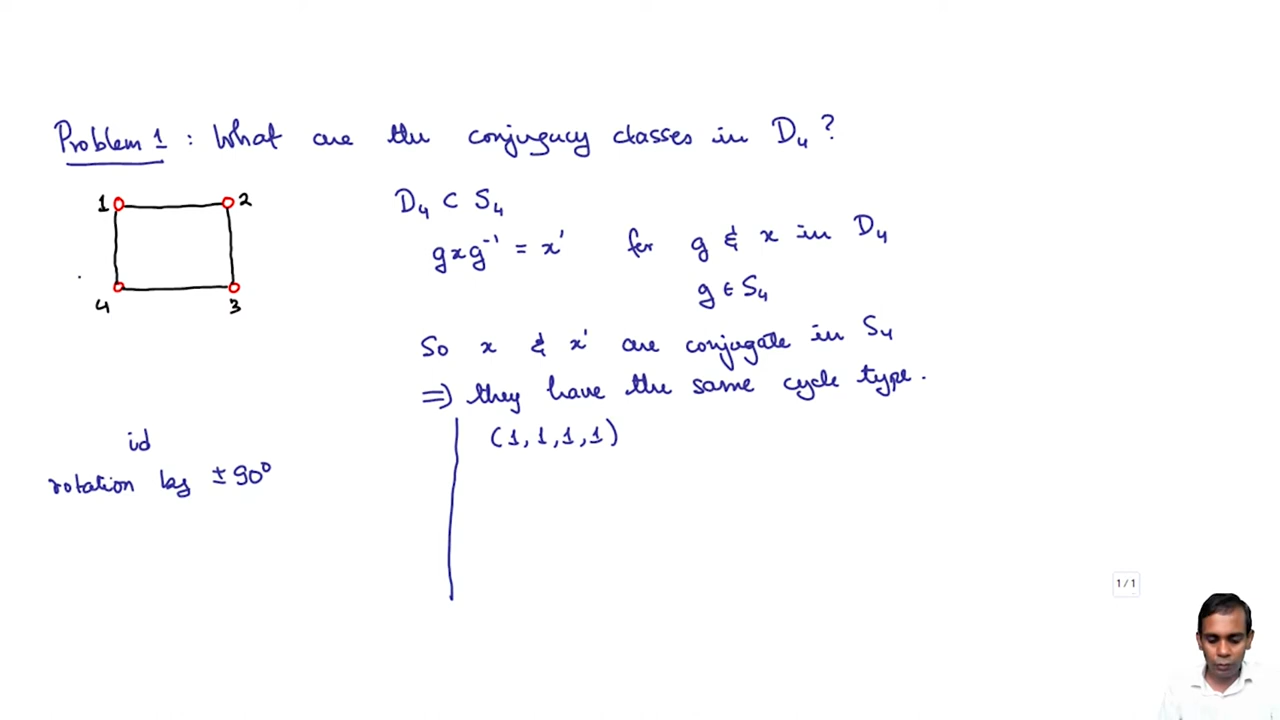 Problem 1 : What are the conjugacy classes in D₄ ?
1 2
4 3
D₄ ⊂ S₄
gxg⁻¹ = x' for g & x in D₄
g ∈ S₄
So x & x' are conjugate in S₄
⇒ they have the same cycle type.
id (1,1,1,1)
rotation by ±90°
1 / 1